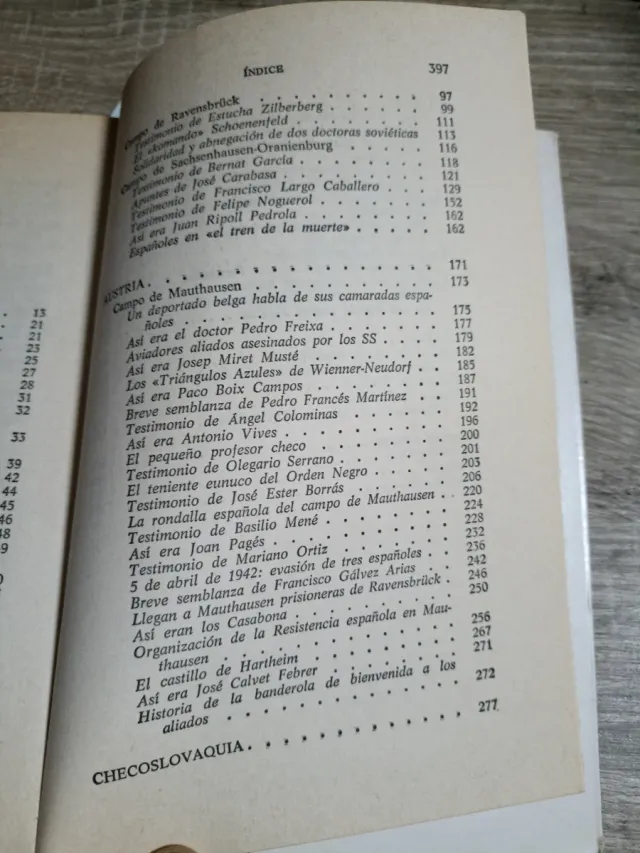 13
21
21
23
25
27
28
31
32
33
39
42
44
45
46
48
9
0
ÍNDICE 397
Campo de Ravensbrück . . . . . . . . 97
Testimonio de Estucha Zilberberg . . . . . 99
El «komando» Schoenenfeld . . . . . . 111
Solidaridad y abnegación de dos doctoras soviéticas 113
Campo de Sachsenhausen-Oranienburg . . . . 116
Testimonio de Bernat García . . . . . . 118
Apuntes de José Carabasa . . . . . . . 121
Testimonio de Francisco Largo Caballero . . . 129
Testimonio de Felipe Noguerol . . . . . 152
Así era Juan Ripoll Pedrola . . . . . . 162
Españoles en «el tren de la muerte» . . . . 162
AUSTRIA . . . . . . . . . . . . 171
Campo de Mauthausen . . . . . . . . 173
Un deportado belga habla de sus camaradas espa-
ñoles . . . . . . . . . . . 175
Así era el doctor Pedro Freixa . . . . . 177
Aviadores aliados asesinados por los SS . . . 179
Así era Josep Miret Musté . . . . . . 182
Los «Triángulos Azules» de Wienner-Neudorf . . 185
Así era Paco Boix Campos . . . . . . 187
Breve semblanza de Pedro Francés Martínez . . 191
Testimonio de Ángel Colominas . . . . . 192
Así era Antonio Vives . . . . . . . 196
El pequeño profesor checo . . . . . . 200
Testimonio de Olegario Serrano . . . . . 201
El teniente eunuco del Orden Negro . . . . 203
Testimonio de José Ester Borrás . . . . . 206
La rondalla española del campo de Mauthausen . 220
Testimonio de Basilio Mené . . . . . . 224
Así era Joan Pagés . . . . . . . . 228
Testimonio de Mariano Ortiz . . . . . . 232
5 de abril de 1942: evasión de tres españoles . . 236
Breve semblanza de Francisco Gálvez Arias . . 242
Llegan a Mauthausen prisioneras de Ravensbrück . 246
Así eran los Casabona . . . . . . . 250
Organización de la Resistencia española en Mau-
thausen . . . . . . . . . . 256
El castillo de Hartheim . . . . . . . 267
Así era José Calvet Febrer . . . . . . 271
Historia de la banderola de bienvenida a los
aliados . . . . . . . . . . 272
CHECOSLOVAQUIA . . . . . . . . . . 277